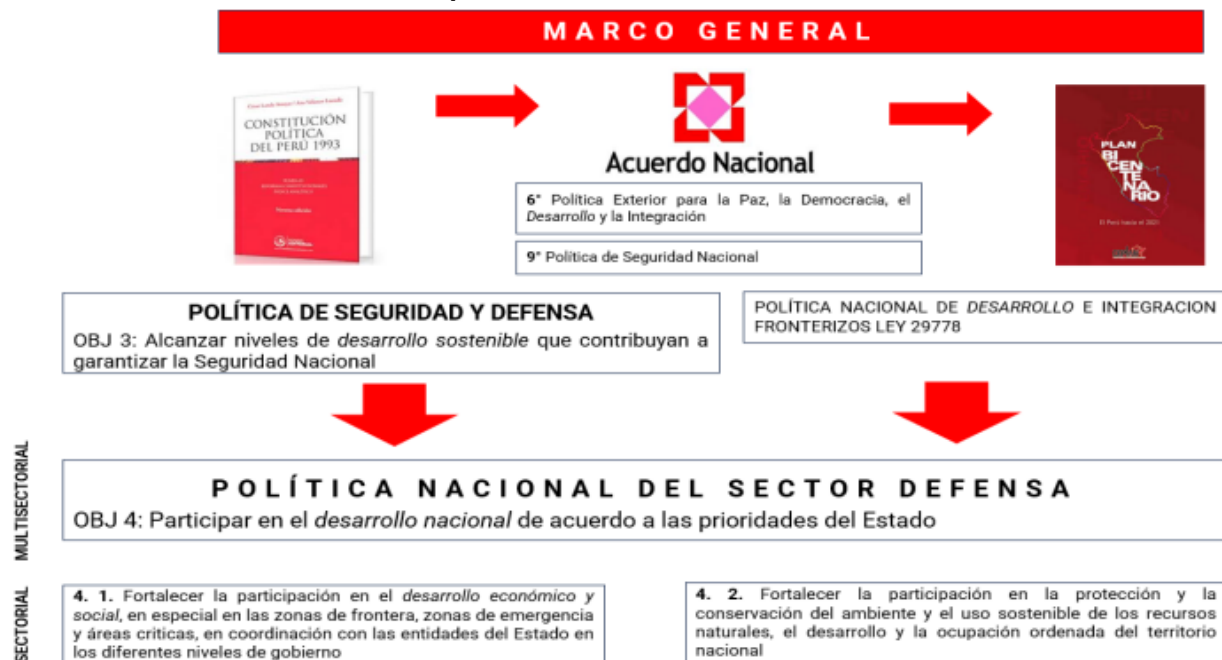 MARCO GENERAL
CONSTITUCIÓN
POLÍTICA
DEL PERÚ 1993
Acuerdo Nacional
6° Política Exterior para la Paz, la Democracia, el
Desarrollo y la Integración
9° Política de Seguridad Nacional
PLAN
BI
CEN
TE
NA
RIO
El Perú hacia el 2021
POLÍTICA DE SEGURIDAD Y DEFENSA
OBJ 3: Alcanzar niveles de desarrollo sostenible que contribuyan a
garantizar la Seguridad Nacional
POLÍTICA NACIONAL DE DESARROLLO E INTEGRACION
FRONTERIZOS LEY 29778
MULTISECTORIAL
POLÍTICA NACIONAL DEL SECTOR DEFENSA
OBJ 4: Participar en el desarrollo nacional de acuerdo a las prioridades del Estado
SECTORIAL
4. 1. Fortalecer la participación en el desarrollo económico y
social, en especial en las zonas de frontera, zonas de emergencia
y áreas criticas, en coordinación con las entidades del Estado en
los diferentes niveles de gobierno
4. 2. Fortalecer la participación en la protección y la
conservación del ambiente y el uso sostenible de los recursos
naturales, el desarrollo y la ocupación ordenada del territorio
nacional